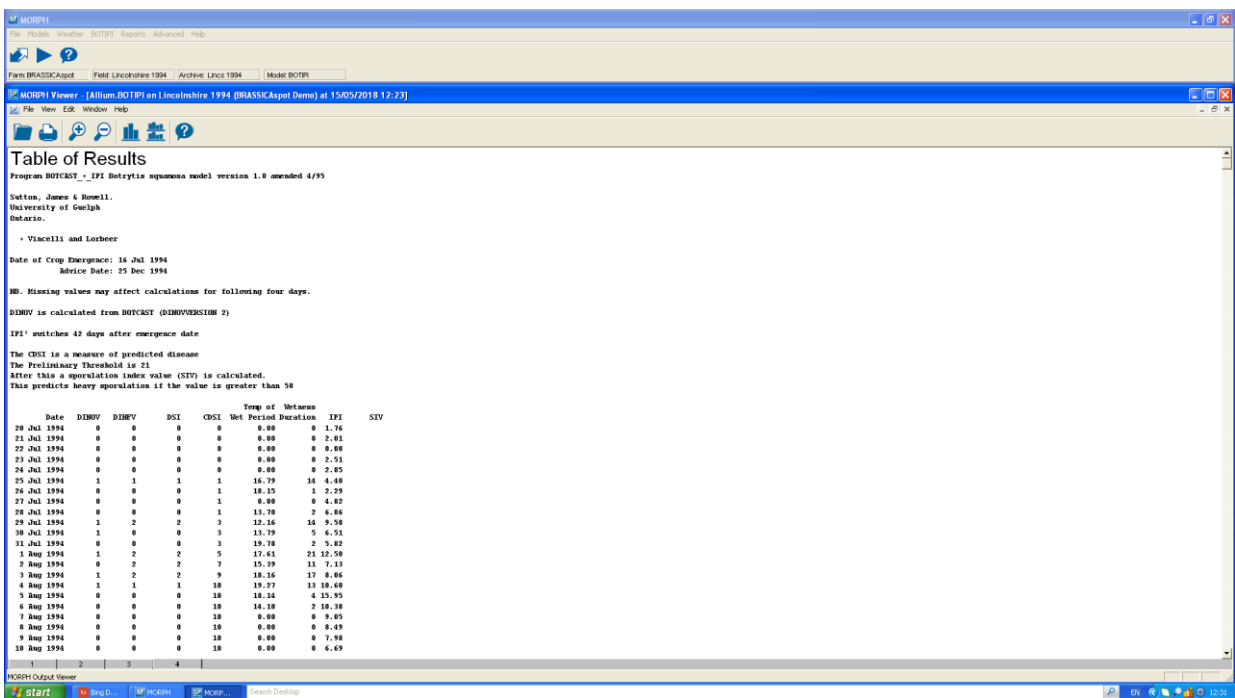 MORPH
File Models Weather BOTIPI Reports Advanced Help
Farm: BRASSICAspot Field: Lincolnshire 1994 Archive: Lincs 1994 Model: BOTIPI
MORPH Viewer - [Allium.BOTIPI on Lincolnshire 1994 (BRASSICAspot Demo) at 15/05/2018 12:23]
File View Edit Window Help
Table of Results
Program BOTCAST_+_IPI Botrytis squamosa model version 1.0 amended 4/95
Sutton, James & Rowell.
University of Guelph
Ontario.
+ Vincelli and Lorbeer
Date of Crop Emergence: 16 Jul 1994
Advice Date: 25 Dec 1994
NB. Missing values may affect calculations for following four days.
DINOV is calculated from BOTCAST (DINOVVERSION 2)
IPI' switches 42 days after emergence date
The CDSI is a measure of predicted disease
The Preliminary Threshold is 21
After this a sporulation index value (SIV) is calculated.
This predicts heavy sporulation if the value is greater than 50
Temp of Wetness
Date DINOV DINFV DSI CDSI Wet Period Duration IPI SIV
20 Jul 1994 0 0 0 0 0.00 0 1.76
21 Jul 1994 0 0 0 0 0.00 0 2.01
22 Jul 1994 0 0 0 0 0.00 0 0.00
23 Jul 1994 0 0 0 0 0.00 0 2.51
24 Jul 1994 0 0 0 0 0.00 0 2.85
25 Jul 1994 1 1 1 1 16.79 14 4.40
26 Jul 1994 0 0 0 1 18.15 1 2.29
27 Jul 1994 0 0 0 1 0.00 0 4.82
28 Jul 1994 0 0 0 1 13.70 2 6.86
29 Jul 1994 1 2 2 3 12.16 14 9.58
30 Jul 1994 1 0 0 3 13.79 5 6.51
31 Jul 1994 0 0 0 3 19.78 2 5.82
1 Aug 1994 1 2 2 5 17.61 21 12.50
2 Aug 1994 0 2 2 7 15.39 11 7.13
3 Aug 1994 1 2 2 9 18.16 17 8.06
4 Aug 1994 1 1 1 10 19.27 13 10.60
5 Aug 1994 0 0 0 10 18.14 4 15.95
6 Aug 1994 0 0 0 10 14.10 2 10.38
7 Aug 1994 0 0 0 10 0.00 0 9.05
8 Aug 1994 0 0 0 10 0.00 0 8.49
9 Aug 1994 0 0 0 10 0.00 0 7.98
10 Aug 1994 0 0 0 10 0.00 0 6.69
1 2 3 4
MORPH Output Viewer
start Bing D... MORPH MORP... Search Desktop EN 12:31